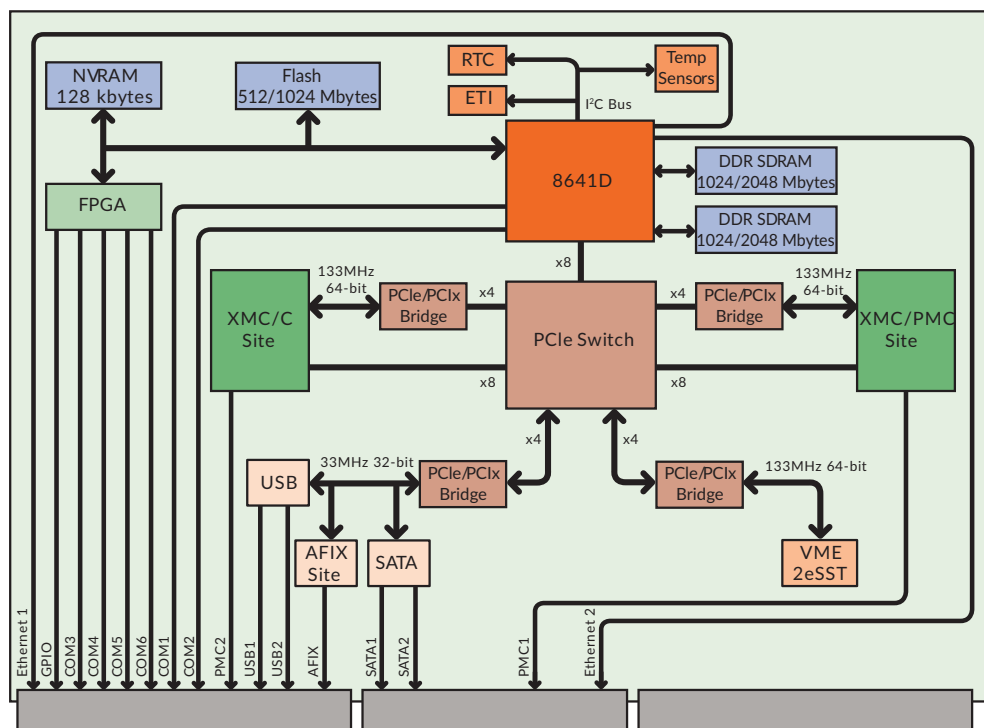 RTC
Temp
Sensors
NVRAM
128 kbytes
Flash
512/1024 Mbytes
ETI
I²C Bus
8641D
DDR SDRAM
1024/2048 Mbytes
FPGA
DDR SDRAM
1024/2048 Mbytes
x8
133MHz
64-bit
XMC/C
Site
PCIe/PCIx
Bridge
x4
PCIe Switch
x4
PCIe/PCIx
Bridge
133MHz
64-bit
XMC/PMC
Site
x8
x8
x4
x4
USB
33MHz 32-bit
PCIe/PCIx
Bridge
PCIe/PCIx
Bridge
133MHz 64-bit
AFIX
Site
SATA
VME
2eSST
Ethernet 1
GPIO
COM3
COM4
COM5
COM6
COM1
COM2
PMC2
USB1
USB2
AFIX
SATA1
SATA2
PMC1
Ethernet 2